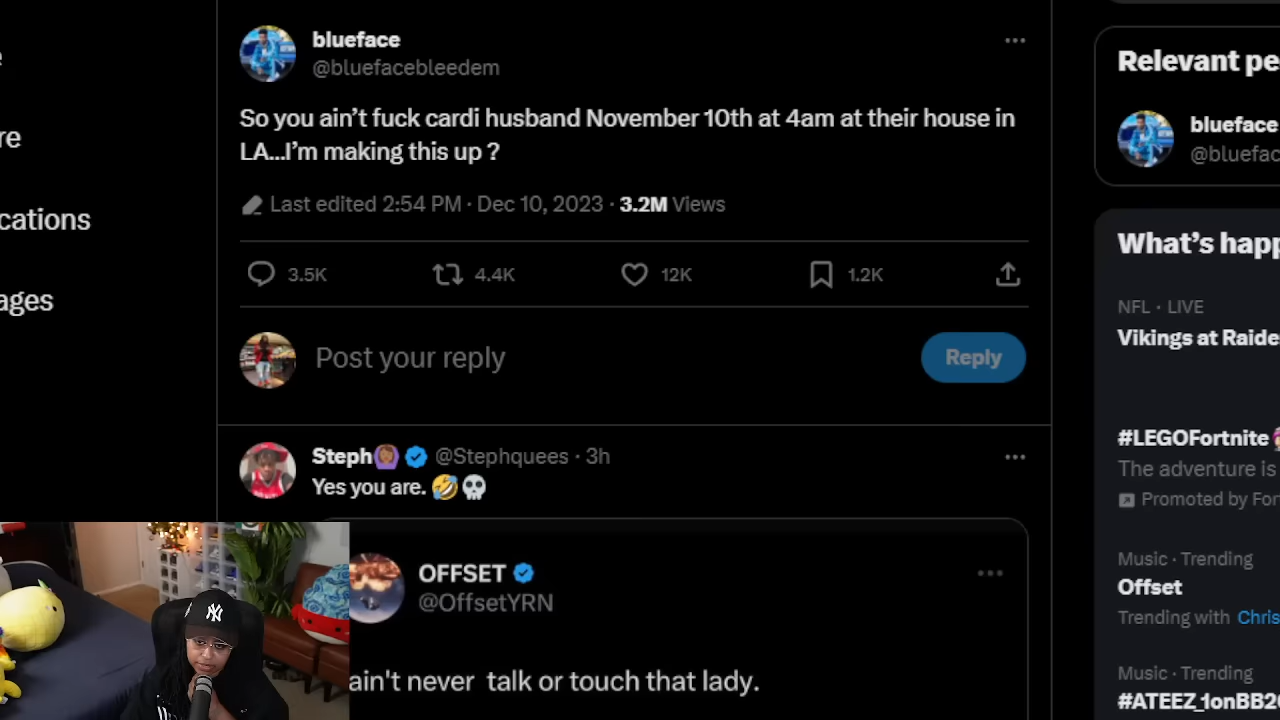 blueface
@bluefacebleedem
So you ain't fuck cardi husband November 10th at 4am at their house in
LA...I'm making this up ?
Last edited 2:54 PM · Dec 10, 2023 · 3.2M Views
3.5K 4.4K 12K 1.2K
Post your reply
Reply
Steph @Stephquees · 3h
Yes you are. 🤣💀
OFFSET
@OffsetYRN
ain't never talk or touch that lady.
re
cations
ages
Relevant pe
blueface
@bluefac
What's happ
NFL · LIVE
Vikings at Raide
#LEGOFortnite
The adventure is
Promoted by For
Music · Trending
Offset
Trending with Chris
Music · Trending
#ATEEZ_1onBB2
NY